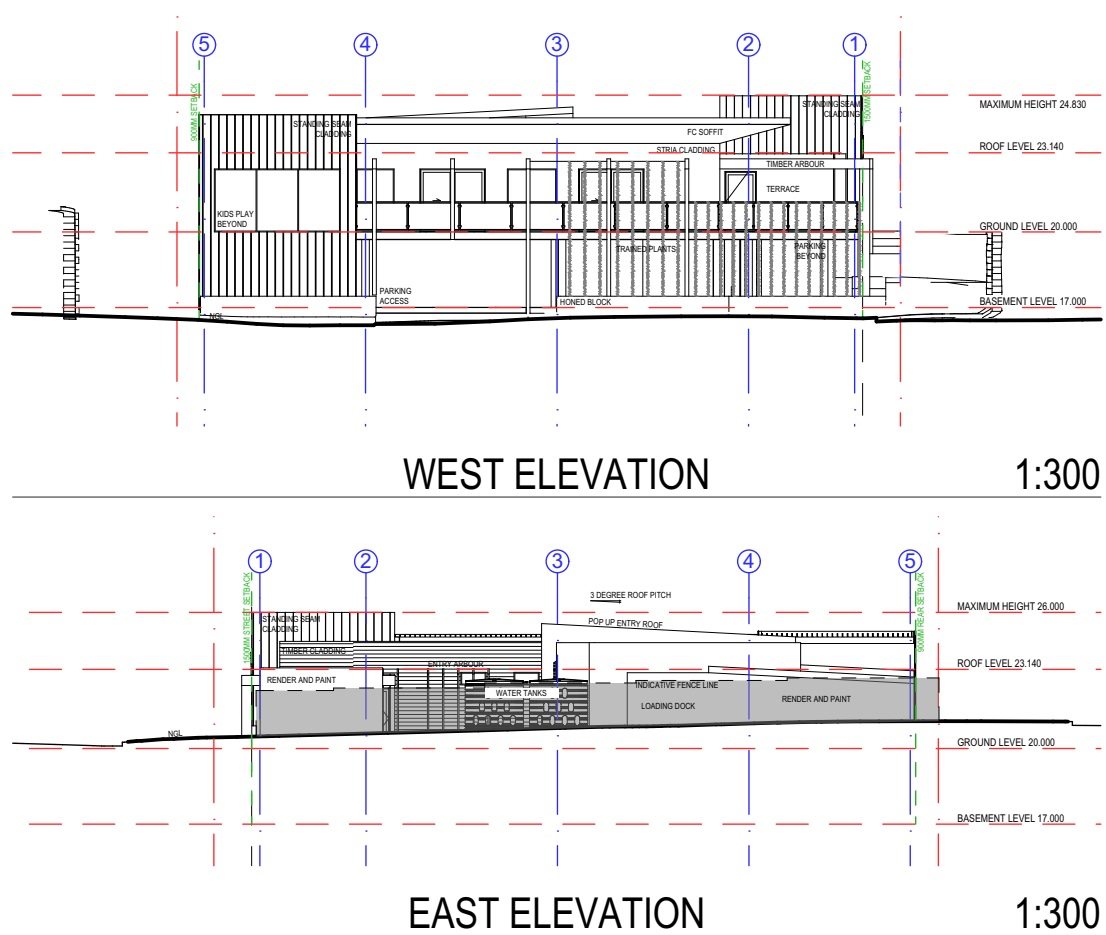 5 4 3 2 1
900MM SETBACK
1500MM SETBACK
MAXIMUM HEIGHT 24.830
STANDING SEAM
CLADDING
STANDING SEAM
CLADDING
FC SOFFIT
STRIA CLADDING
ROOF LEVEL 23.140
TIMBER ARBOUR
TERRACE
KIDS PLAY
BEYOND
GROUND LEVEL 20.000
TRAINED PLANTS
PARKING
BEYOND
PARKING
ACCESS
HONED BLOCK
BASEMENT LEVEL 17.000
NGL
WEST ELEVATION 1:300
1 2 3 4 5
1500MM STREET SETBACK
900MM REAR SETBACK
3 DEGREE ROOF PITCH
MAXIMUM HEIGHT 26.000
STANDING SEAM
CLADDING
POP UP ENTRY ROOF
TIMBER CLADDING
ENTRY ARBOUR
ROOF LEVEL 23.140
RENDER AND PAINT
INDICATIVE FENCE LINE
WATER TANKS
RENDER AND PAINT
LOADING DOCK
NGL
GROUND LEVEL 20.000
BASEMENT LEVEL 17.000
EAST ELEVATION 1:300